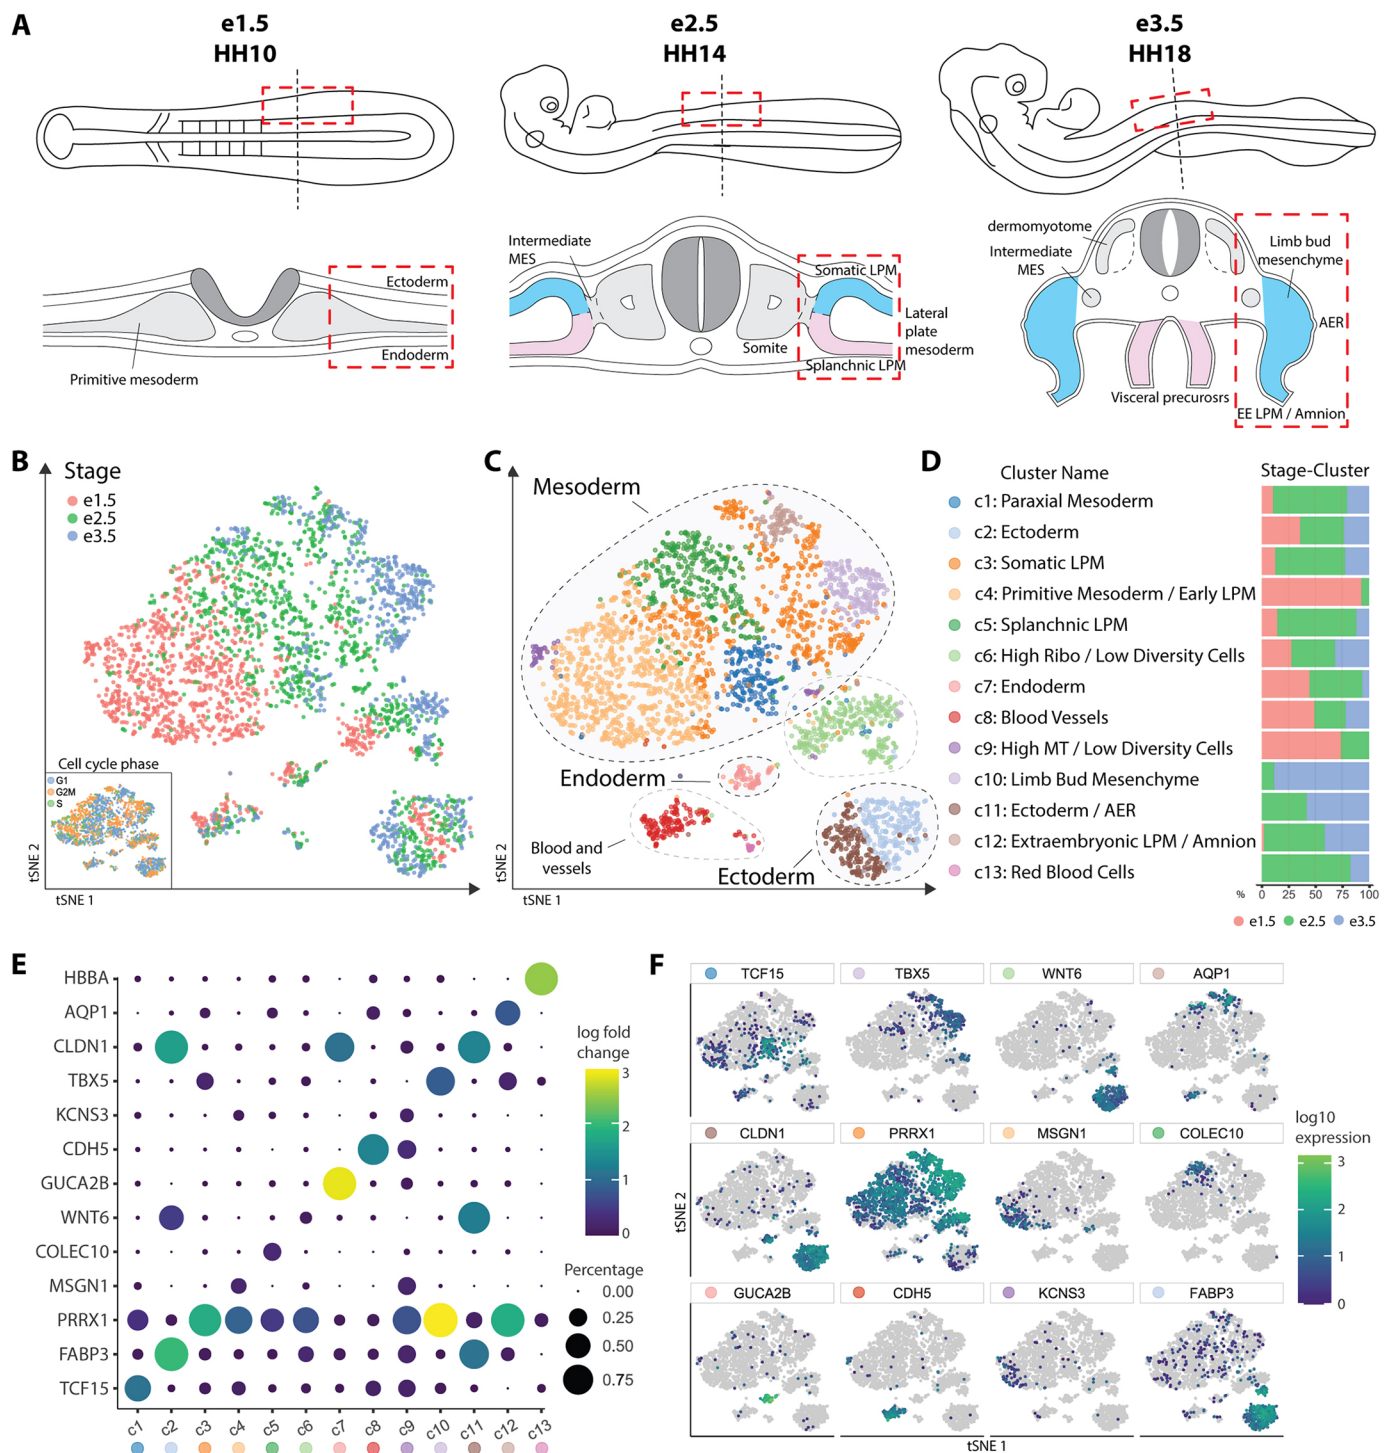 A
e1.5
HH10
e2.5
HH14
e3.5
HH18
Ectoderm
Endoderm
Primitive mesoderm
Intermediate
MES
Somatic LPM
Lateral
plate
mesoderm
Somite
Splanchnic LPM
dermomyotome
Intermediate
MES
Limb bud
mesenchyme
AER
Visceral precurosrs
EE LPM / Amnion
B
Stage
e1.5
e2.5
e3.5
Cell cycle phase
G1
G2M
S
tSNE 2
tSNE 1
C
Mesoderm
Endoderm
Blood and
vessels
Ectoderm
tSNE 2
tSNE 1
D
Cluster Name
Stage-Cluster
c1: Paraxial Mesoderm
c2: Ectoderm
c3: Somatic LPM
c4: Primitive Mesoderm / Early LPM
c5: Splanchnic LPM
c6: High Ribo / Low Diversity Cells
c7: Endoderm
c8: Blood Vessels
c9: High MT / Low Diversity Cells
c10: Limb Bud Mesenchyme
c11: Ectoderm / AER
c12: Extraembryonic LPM / Amnion
c13: Red Blood Cells
% 0 25 50 75 100
e1.5 e2.5 e3.5
E
HBBA
AQP1
CLDN1
TBX5
KCNS3
CDH5
GUCA2B
WNT6
COLEC10
MSGN1
PRRX1
FABP3
TCF15
c1 c2 c3 c4 c5 c6 c7 c8 c9 c10 c11 c12 c13
log fold
change
3
2
1
0
Percentage
0.00
0.25
0.50
0.75
F
TCF15 TBX5 WNT6 AQP1
CLDN1 PRRX1 MSGN1 COLEC10
GUCA2B CDH5 KCNS3 FABP3
tSNE 2
tSNE 1
log10
expression
3
2
1
0